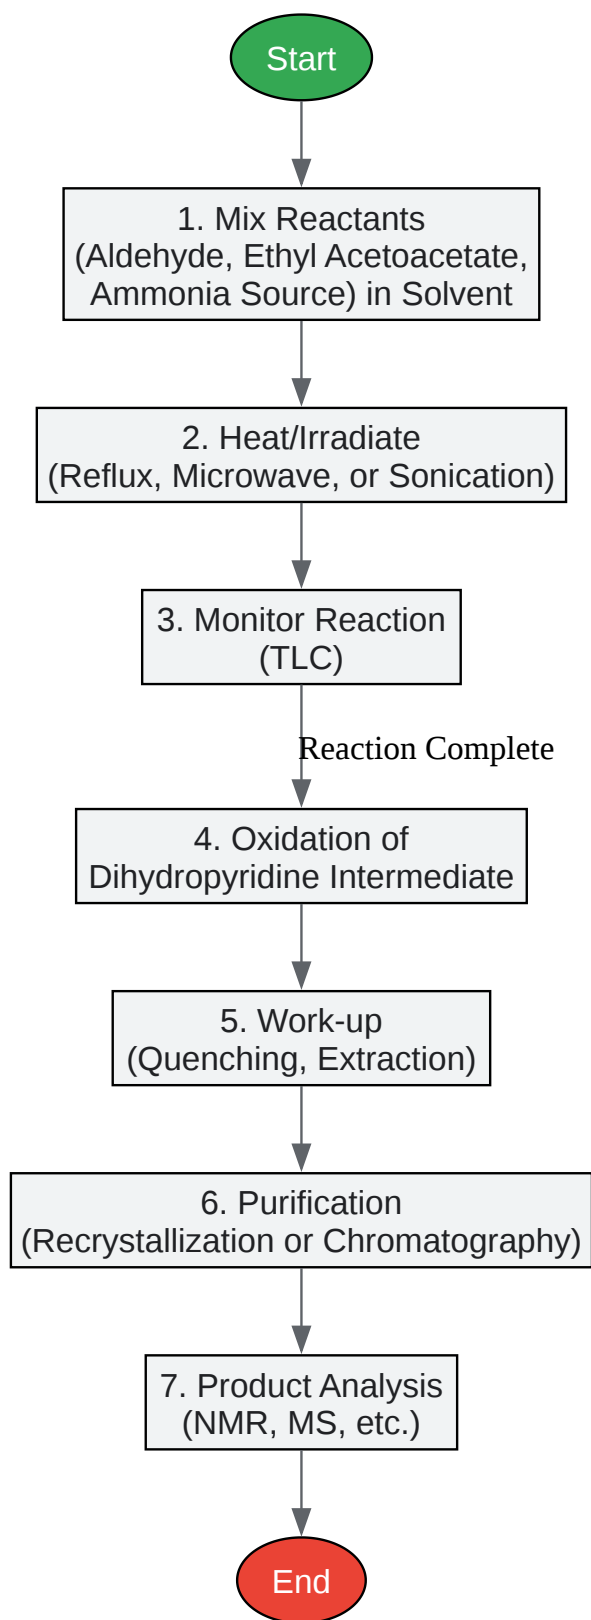 Start
1. Mix Reactants
(Aldehyde, Ethyl Acetoacetate,
Ammonia Source) in Solvent
2. Heat/Irradiate
(Reflux, Microwave, or Sonication)
3. Monitor Reaction
(TLC)
Reaction Complete
4. Oxidation of
Dihydropyridine Intermediate
5. Work-up
(Quenching, Extraction)
6. Purification
(Recrystallization or Chromatography)
7. Product Analysis
(NMR, MS, etc.)
End